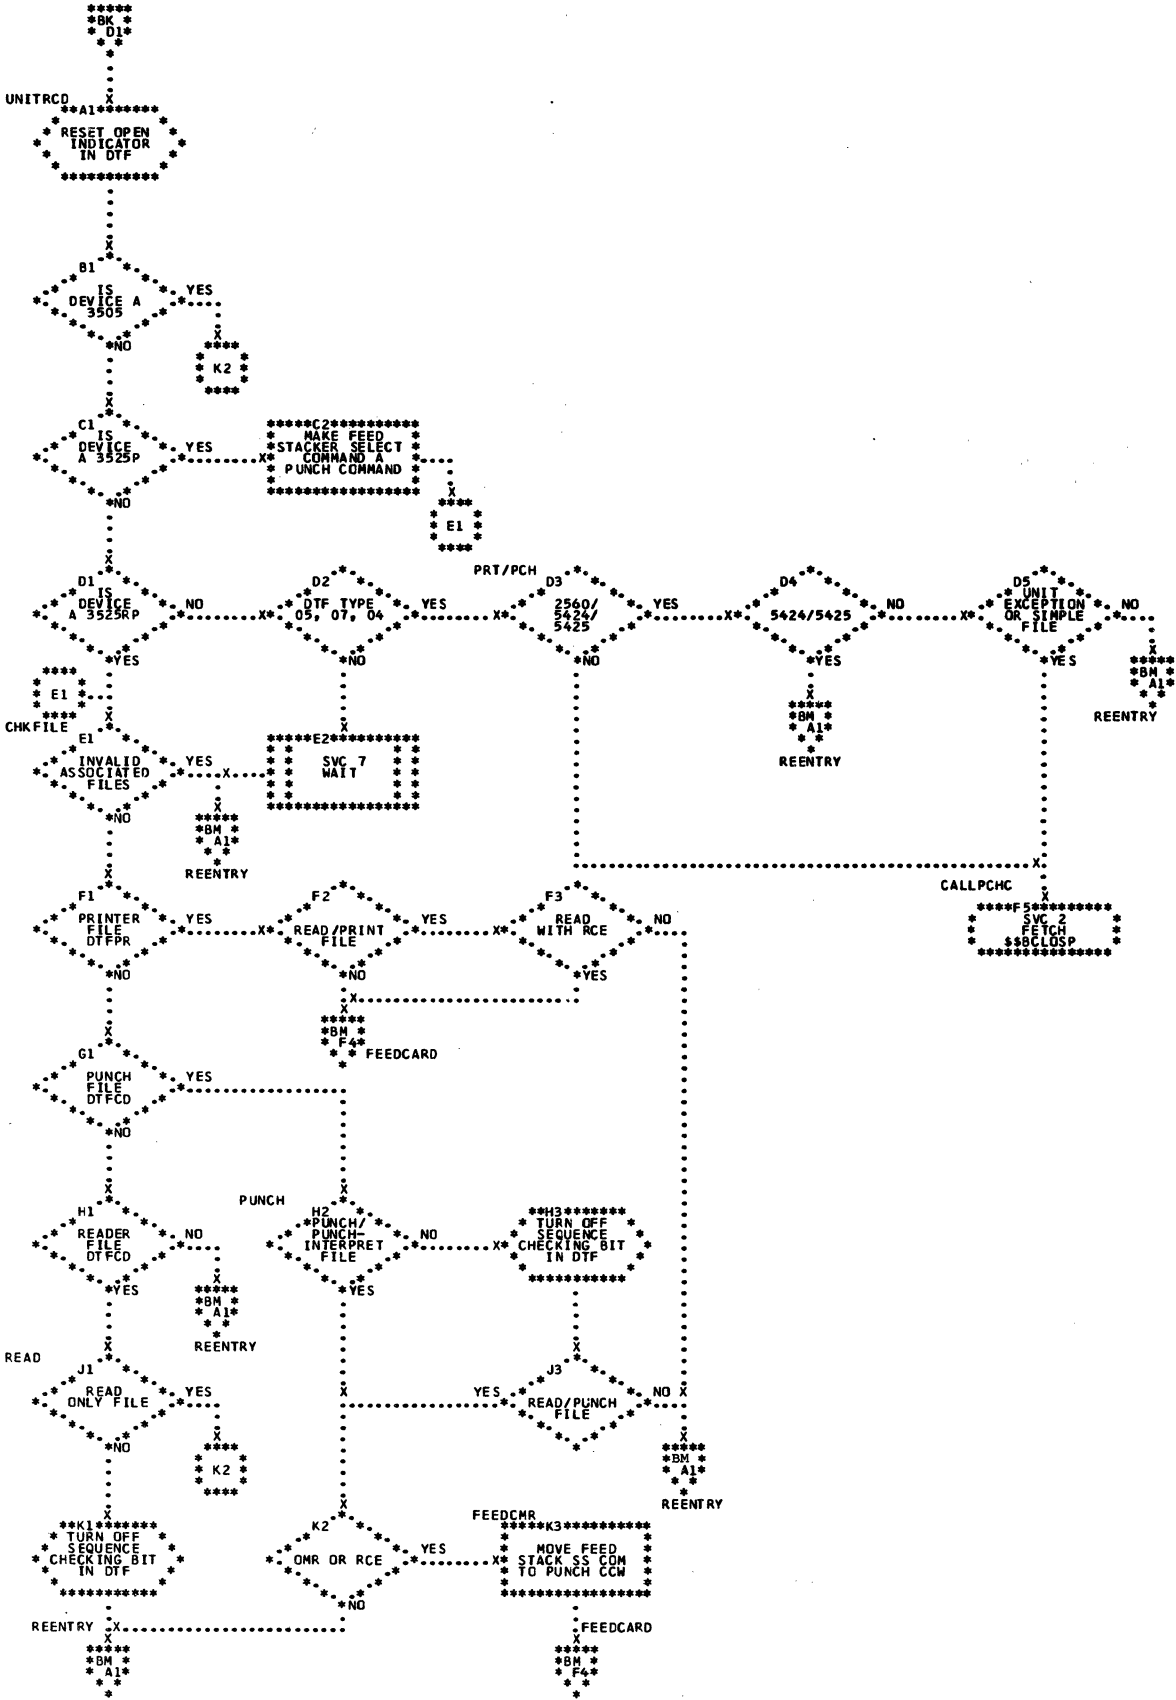 BK
D1
UNITRCD
A1
RESET OPEN
INDICATOR
IN DTF
B1
IS
DEVICE A
3505
YES
NO
K2
C1
IS
DEVICE
A 3525P
YES
NO
C2
MAKE FEED
STACKER SELECT
COMMAND A
PUNCH COMMAND
E1
D1
IS
DEVICE
A 3525RP
NO
YES
D2
DTF TYPE
05, 07, 04
YES
NO
PRT/PCH
D3
2560/
5424/
5425
YES
NO
D4
5424/5425
NO
YES
BM
A1
REENTRY
D5
UNIT
EXCEPTION
OR SIMPLE
FILE
NO
YES
BM
A1
REENTRY
E1
CHKFILE
E1
INVALID
ASSOCIATED
FILES
YES
NO
BM
A1
REENTRY
E2
SVC 7
WAIT
F1
PRINTER
FILE
DTFPR
YES
NO
F2
READ/PRINT
FILE
YES
NO
F3
READ
WITH RCE
NO
YES
CALLPCHC
F5
SVC 2
FETCH
$$BCLOSP
BM
F4
FEEDCARD
G1
PUNCH
FILE
DTFCD
YES
NO
H1
READER
FILE
DTFCD
NO
YES
BM
A1
REENTRY
PUNCH
H2
PUNCH/
PUNCH-
INTERPRET
FILE
NO
YES
H3
TURN OFF
SEQUENCE
CHECKING BIT
IN DTF
READ
J1
READ
ONLY FILE
YES
NO
K2
J3
READ/PUNCH
FILE
YES
NO
BM
A1
REENTRY
K1
TURN OFF
SEQUENCE
CHECKING BIT
IN DTF
K2
OMR OR RCE
YES
NO
FEEDCMR
K3
MOVE FEED
STACK SS COM
TO PUNCH CCW
REENTRY
BM
A1
FEEDCARD
BM
F4